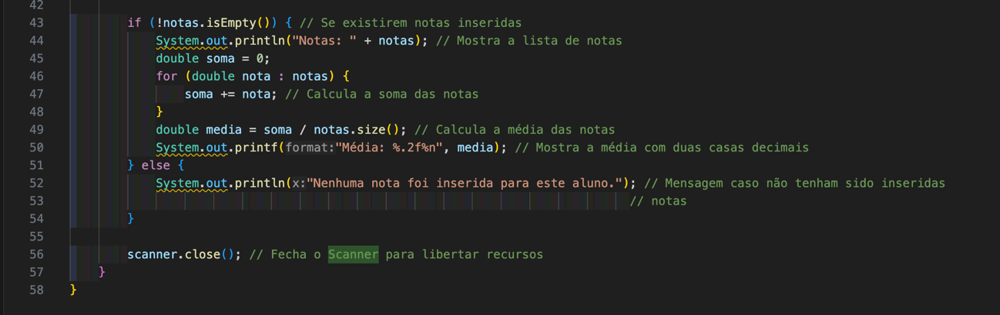 42
43 if (!notas.isEmpty()) { // Se existirem notas inseridas
44 System.out.println("Notas: " + notas); // Mostra a lista de notas
45 double soma = 0;
46 for (double nota : notas) {
47 soma += nota; // Calcula a soma das notas
48 }
49 double media = soma / notas.size(); // Calcula a média das notas
50 System.out.printf(format:"Média: %.2f%n", media); // Mostra a média com duas casas decimais
51 } else {
52 System.out.println(x:"Nenhuma nota foi inserida para este aluno."); // Mensagem caso não tenham sido inseridas
53 // notas
54 }
55
56 scanner.close(); // Fecha o Scanner para libertar recursos
57 }
58 }